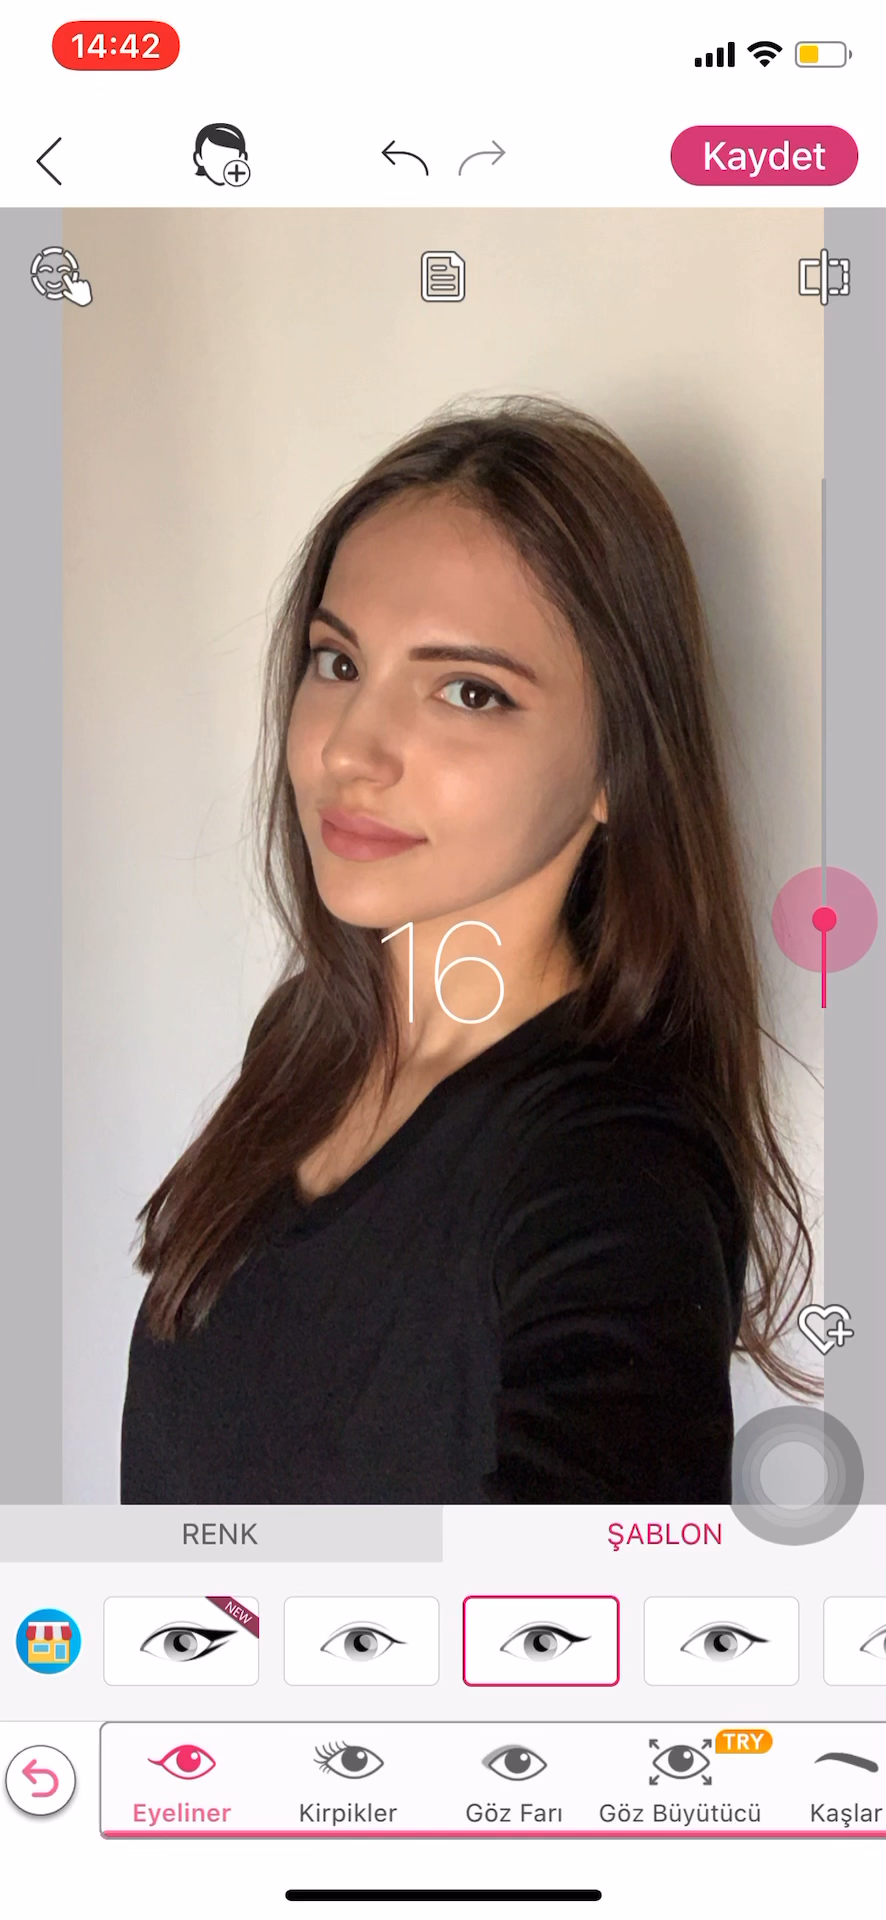 14:42
Kaydet
16
RENK
ŞABLON
NEW
TRY
Eyeliner
Kirpikler
Göz Farı
Göz Büyütücü
Kaşlar